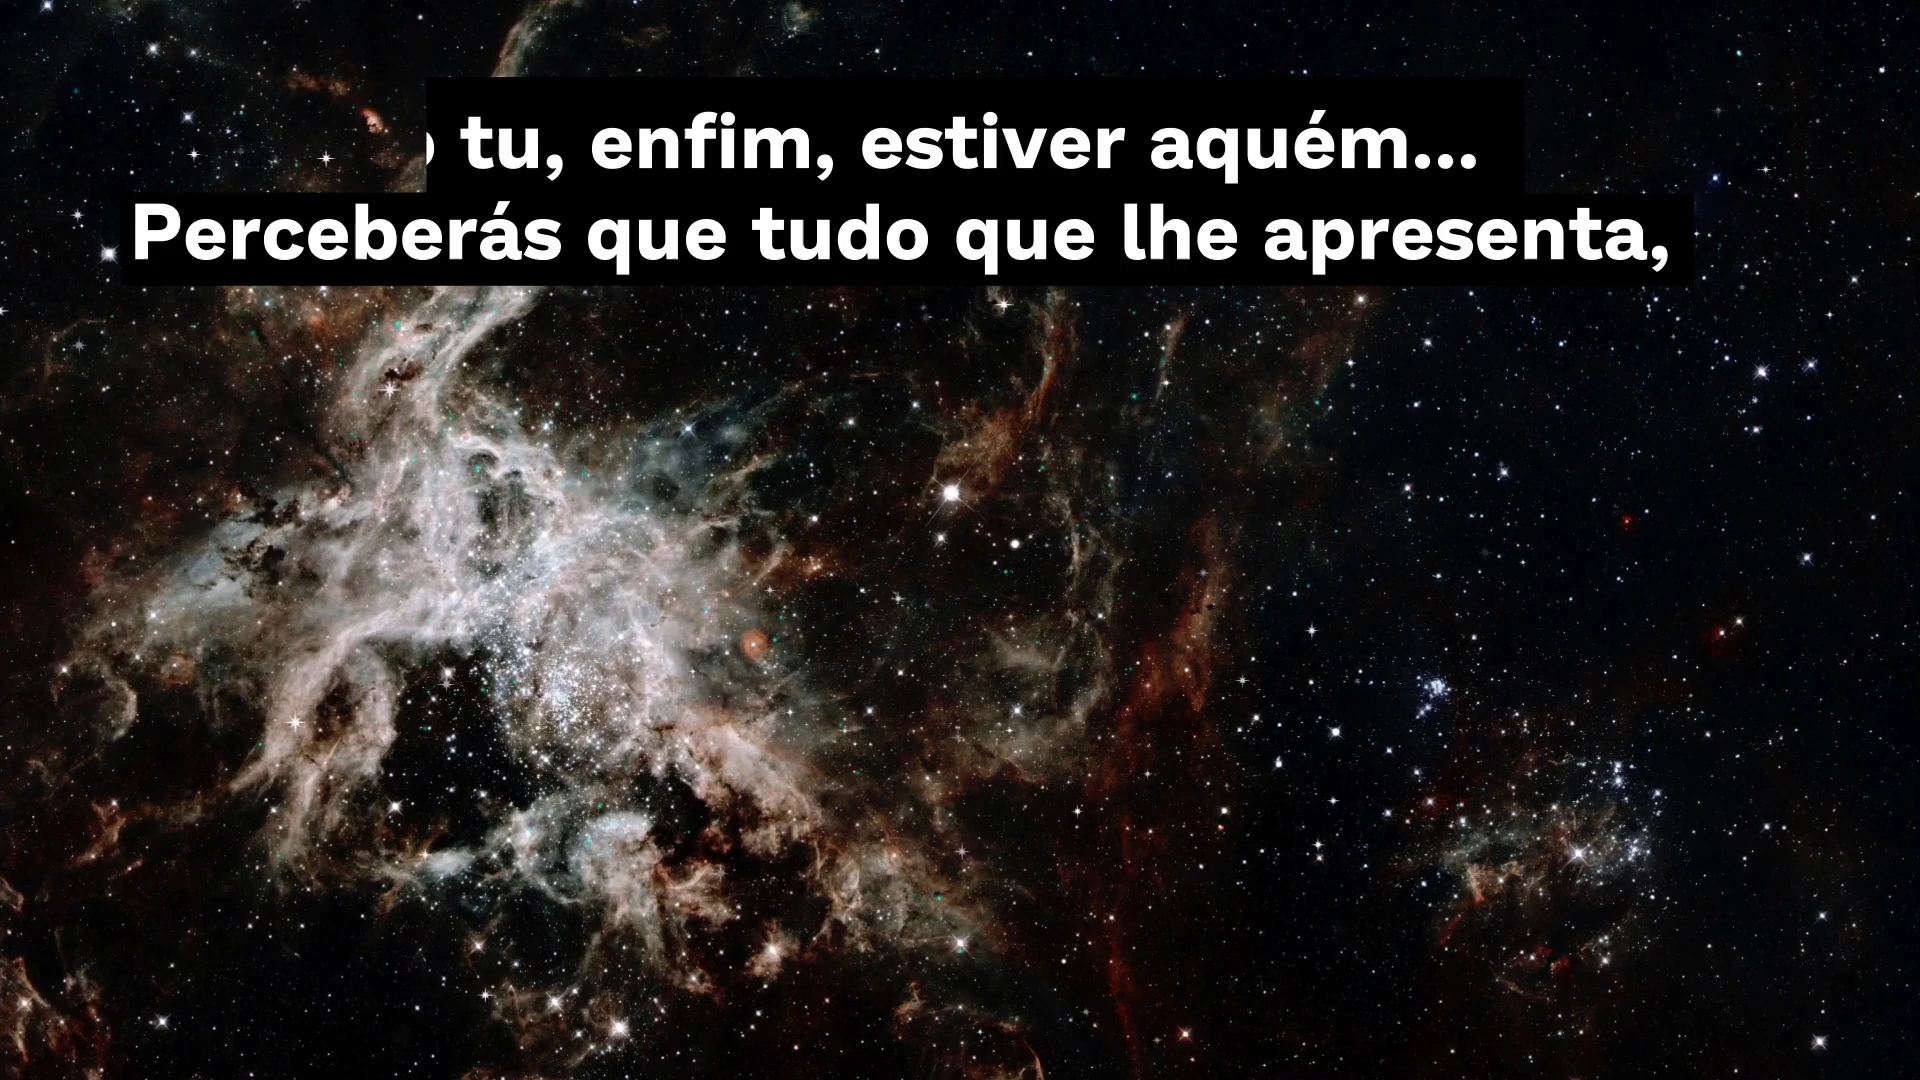 tu, enfim, estiver aquém...
Perceberás que tudo que lhe apresenta,